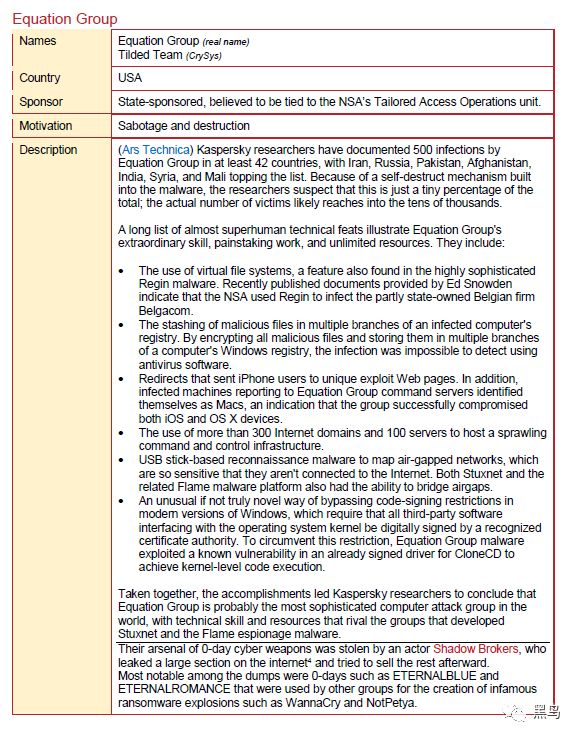 Equation Group
Names
Equation Group (real name)
Tilded Team (CrySys)
Country
USA
Sponsor
State-sponsored, believed to be tied to the NSA's Tailored Access Operations unit.
Motivation
Sabotage and destruction
Description
(Ars Technica) Kaspersky researchers have documented 500 infections by
Equation Group in at least 42 countries, with Iran, Russia, Pakistan, Afghanistan,
India, Syria, and Mali topping the list. Because of a self-destruct mechanism built
into the malware, the researchers suspect that this is just a tiny percentage of the
total; the actual number of victims likely reaches into the tens of thousands.
A long list of almost superhuman technical feats illustrate Equation Group's
extraordinary skill, painstaking work, and unlimited resources. They include:
• The use of virtual file systems, a feature also found in the highly sophisticated
Regin malware. Recently published documents provided by Ed Snowden
indicate that the NSA used Regin to infect the partly state-owned Belgian firm
Belgacom.
• The stashing of malicious files in multiple branches of an infected computer's
registry. By encrypting all malicious files and storing them in multiple branches
of a computer's Windows registry, the infection was impossible to detect using
antivirus software.
• Redirects that sent iPhone users to unique exploit Web pages. In addition,
infected machines reporting to Equation Group command servers identified
themselves as Macs, an indication that the group successfully compromised
both iOS and OS X devices.
• The use of more than 300 Internet domains and 100 servers to host a sprawling
command and control infrastructure.
• USB stick-based reconnaissance malware to map air-gapped networks, which
are so sensitive that they aren't connected to the Internet. Both Stuxnet and the
related Flame malware platform also had the ability to bridge airgaps.
• An unusual if not truly novel way of bypassing code-signing restrictions in
modern versions of Windows, which require that all third-party software
interfacing with the operating system kernel be digitally signed by a recognized
certificate authority. To circumvent this restriction, Equation Group malware
exploited a known vulnerability in an already signed driver for CloneCD to
achieve kernel-level code execution.
Taken together, the accomplishments led Kaspersky researchers to conclude that
Equation Group is probably the most sophisticated computer attack group in the
world, with technical skill and resources that rival the groups that developed
Stuxnet and the Flame espionage malware.
Their arsenal of 0-day cyber weapons was stolen by an actor Shadow Brokers, who
leaked a large section on the internet⁴ and tried to sell the rest afterward.
Most notable among the dumps were 0-days such as ETERNALBLUE and
ETERNALROMANCE that were used by other groups for the creation of infamous
ransomware explosions such as WannaCry and NotPetya.
黑鸟